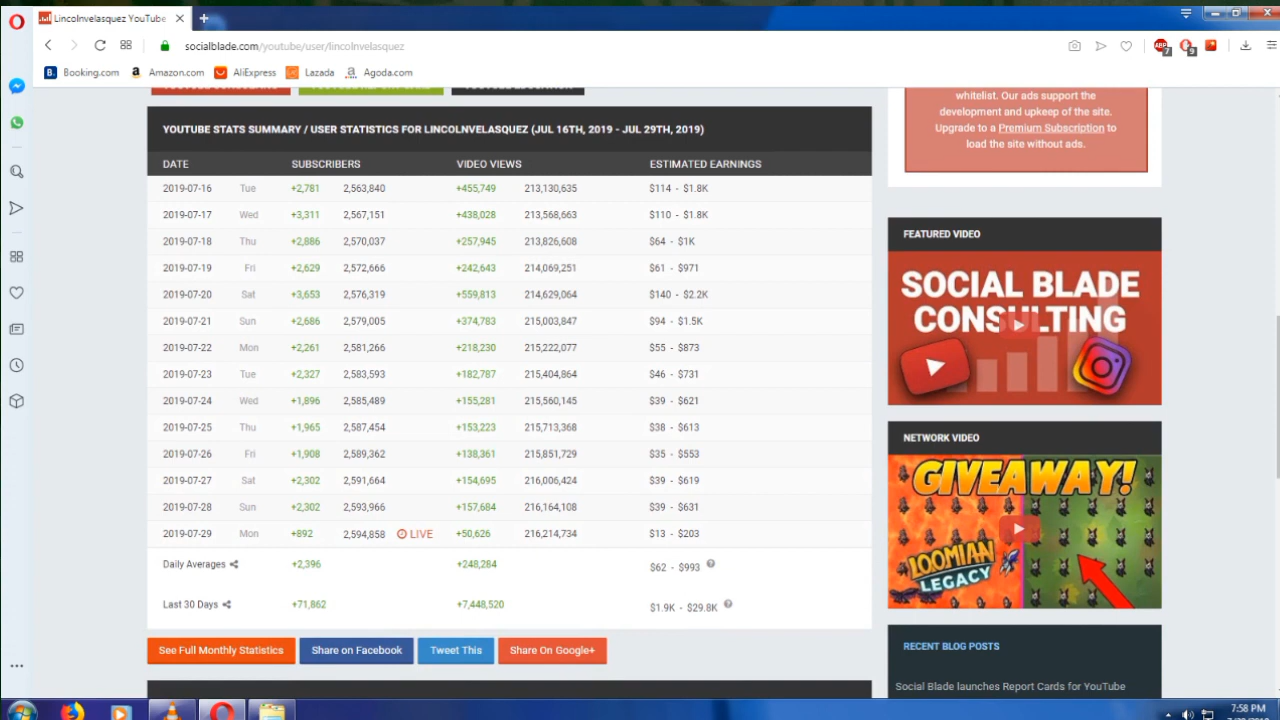 Lincolnvelasquez YouTube
socialblade.com/youtube/user/lincolnvelasquez
7
9
Booking.com
Amazon.com
AliExpress
Lazada
Agoda.com
YOUTUBE STATS SUMMARY / USER STATISTICS FOR LINCOLNVELASQUEZ (JUL 16TH, 2019 - JUL 29TH, 2019)
DATE SUBSCRIBERS VIDEO VIEWS ESTIMATED EARNINGS
2019-07-16 Tue +2,781 2,563,840 +455,749 213,130,635 $114 - $1.8K
2019-07-17 Wed +3,311 2,567,151 +438,028 213,568,663 $110 - $1.8K
2019-07-18 Thu +2,886 2,570,037 +257,945 213,826,608 $64 - $1K
2019-07-19 Fri +2,629 2,572,666 +242,643 214,069,251 $61 - $971
2019-07-20 Sat +3,653 2,576,319 +559,813 214,629,064 $140 - $2.2K
2019-07-21 Sun +2,686 2,579,005 +374,783 215,003,847 $94 - $1.5K
2019-07-22 Mon +2,261 2,581,266 +218,230 215,222,077 $55 - $873
2019-07-23 Tue +2,327 2,583,593 +182,787 215,404,864 $46 - $731
2019-07-24 Wed +1,896 2,585,489 +155,281 215,560,145 $39 - $621
2019-07-25 Thu +1,965 2,587,454 +153,223 215,713,368 $38 - $613
2019-07-26 Fri +1,908 2,589,362 +138,361 215,851,729 $35 - $553
2019-07-27 Sat +2,302 2,591,664 +154,695 216,006,424 $39 - $619
2019-07-28 Sun +2,302 2,593,966 +157,684 216,164,108 $39 - $631
2019-07-29 Mon +892 2,594,858 LIVE +50,626 216,214,734 $13 - $203
Daily Averages +2,396 +248,284 $62 - $993
Last 30 Days +71,862 +7,448,520 $1.9K - $29.8K
See Full Monthly Statistics
Share on Facebook
Tweet This
Share On Google+
whitelist. Our ads support the
development and upkeep of the site.
Upgrade to a Premium Subscription to
load the site without ads.
FEATURED VIDEO
SOCIAL BLADE
CONSULTING
NETWORK VIDEO
GIVEAWAY!
LOOMIAN
LEGACY
RECENT BLOG POSTS
Social Blade launches Report Cards for YouTube
7:58 PM